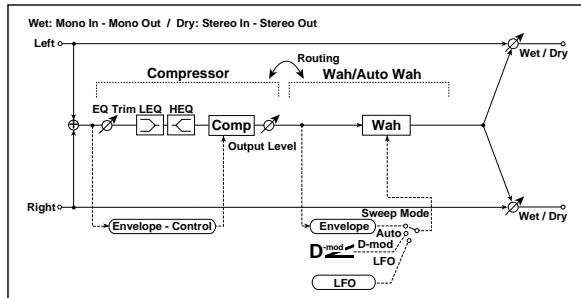 Wet: Mono In - Mono Out / Dry: Stereo In - Stereo Out
Left
Wet / Dry
Routing
Compressor
Wah/Auto Wah
EQ Trim LEQ HEQ
Comp
Wah
Output Level
Right
Wet / Dry
Envelope - Control
Envelope
Sweep Mode
Auto
D-mod
D-mod
LFO
LFO